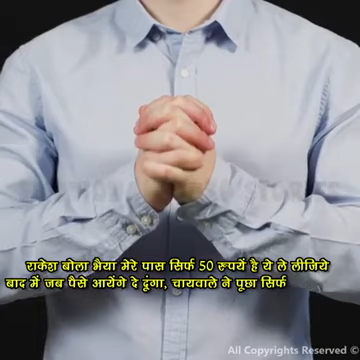 राकेश बोला भैया मेरे पास सिर्फ 50 रूपयें है ये ले लीजिये
बाद में जब पैसे आयेंगे दे दूंगा, चायवाले ने पूछा सिर्फ
All Copyrights Reserved ©